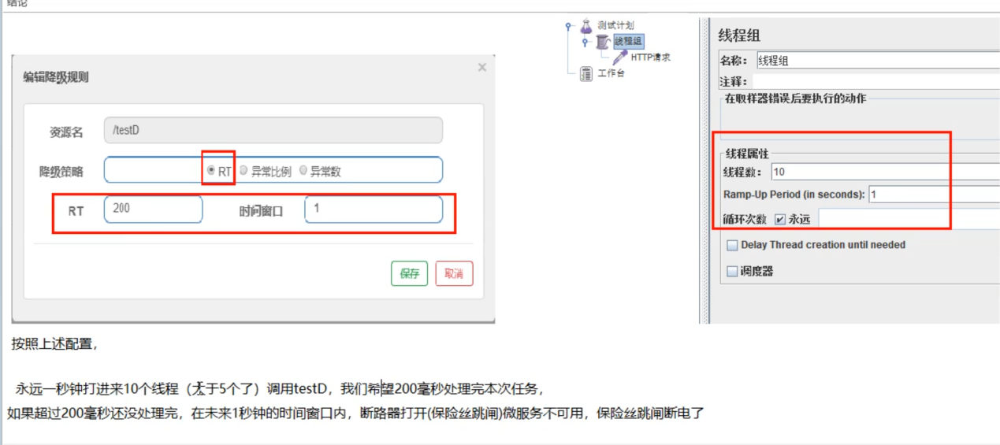 结论
测试计划
线程组
HTTP请求
工作台
编辑降级规则
×
资源名 /testD
降级策略 RT 异常比例 异常数
RT 200 时间窗口 1
保存 取消
线程组
名称： 线程组
注释：
在取样器错误后要执行的动作
线程属性
线程数： 10
Ramp-Up Period (in seconds): 1
循环次数 永远
Delay Thread creation until needed
调度器
按照上述配置，
永远一秒钟打进来10个线程（大于5个了）调用testD，我们希望200毫秒处理完本次任务，
如果超过200毫秒还没处理完，在未来1秒钟的时间窗口内，断路器打开(保险丝跳闸)微服务不可用，保险丝跳闸断电了